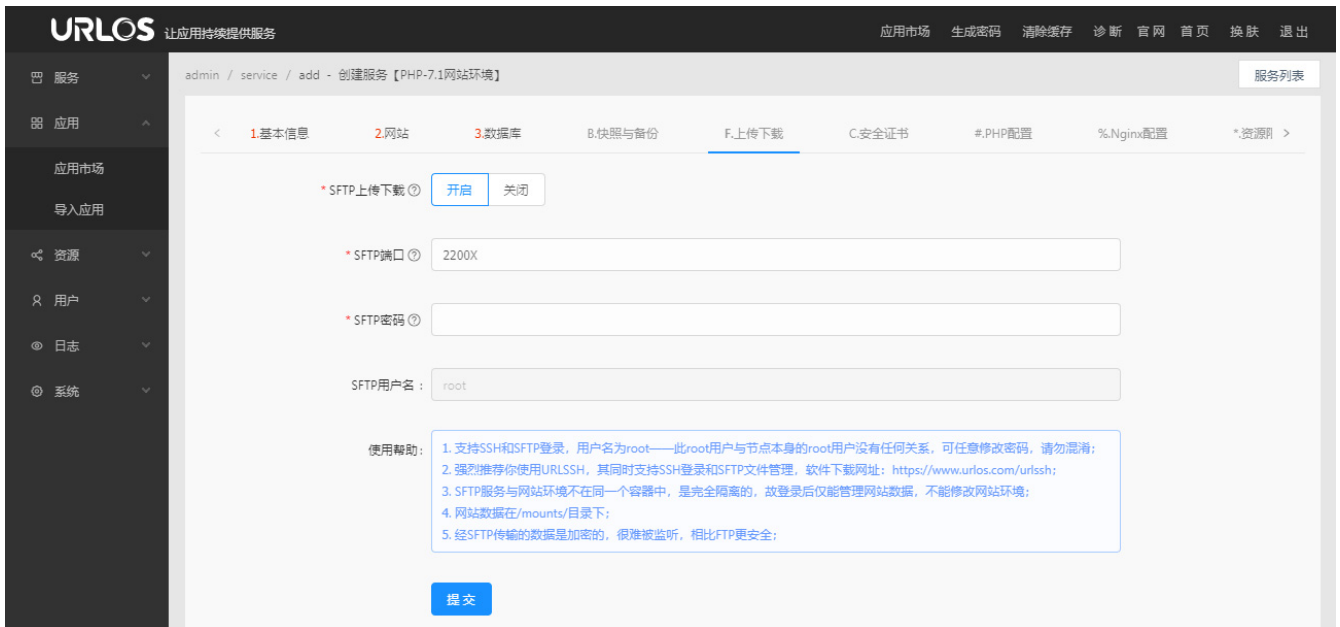 URLOS 让应用持续提供服务 应用市场 生成密码 清除缓存 诊断 官网 首页 换肤 退出
服务
admin / service / add - 创建服务【PHP-7.1网站环境】 服务列表
应用
1.基本信息 2.网站 3.数据库 B.快照与备份 F.上传下载 C.安全证书 #.PHP配置 %.Nginx配置 *.资源
应用市场
* SFTP上传下载 开启 关闭
导入应用
资源
* SFTP端口 2200X
用户
* SFTP密码
日志
系统
SFTP用户名 : root
使用帮助:
1. 支持SSH和SFTP登录，用户名为root——此root用户与节点本身的root用户没有任何关系，可任意修改密码，请勿混淆;
2. 强烈推荐你使用URLSSH，其同时支持SSH登录和SFTP文件管理，软件下载网址：https://www.urlos.com/urlssh;
3. SFTP服务与网站环境不在同一个容器中，是完全隔离的，故登录后仅能管理网站数据，不能修改网站环境;
4. 网站数据在/mounts/目录下;
5. 经SFTP传输的数据是加密的，很难被监听，相比FTP更安全;
提交